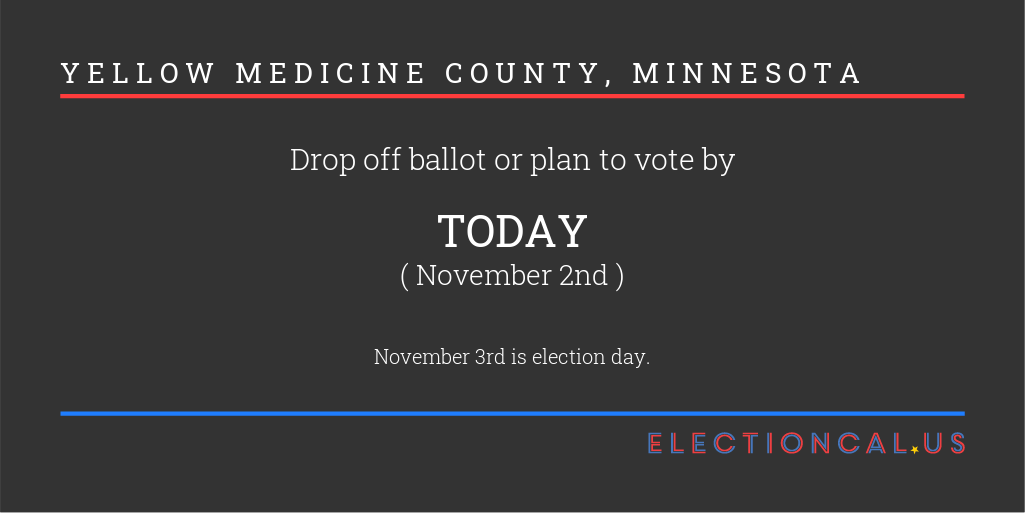 YELLOW MEDICINE COUNTY, MINNESOTA
Drop off ballot or plan to vote by
TODAY
( November 2nd )
November 3rd is election day.
ELECTIONCAL.US